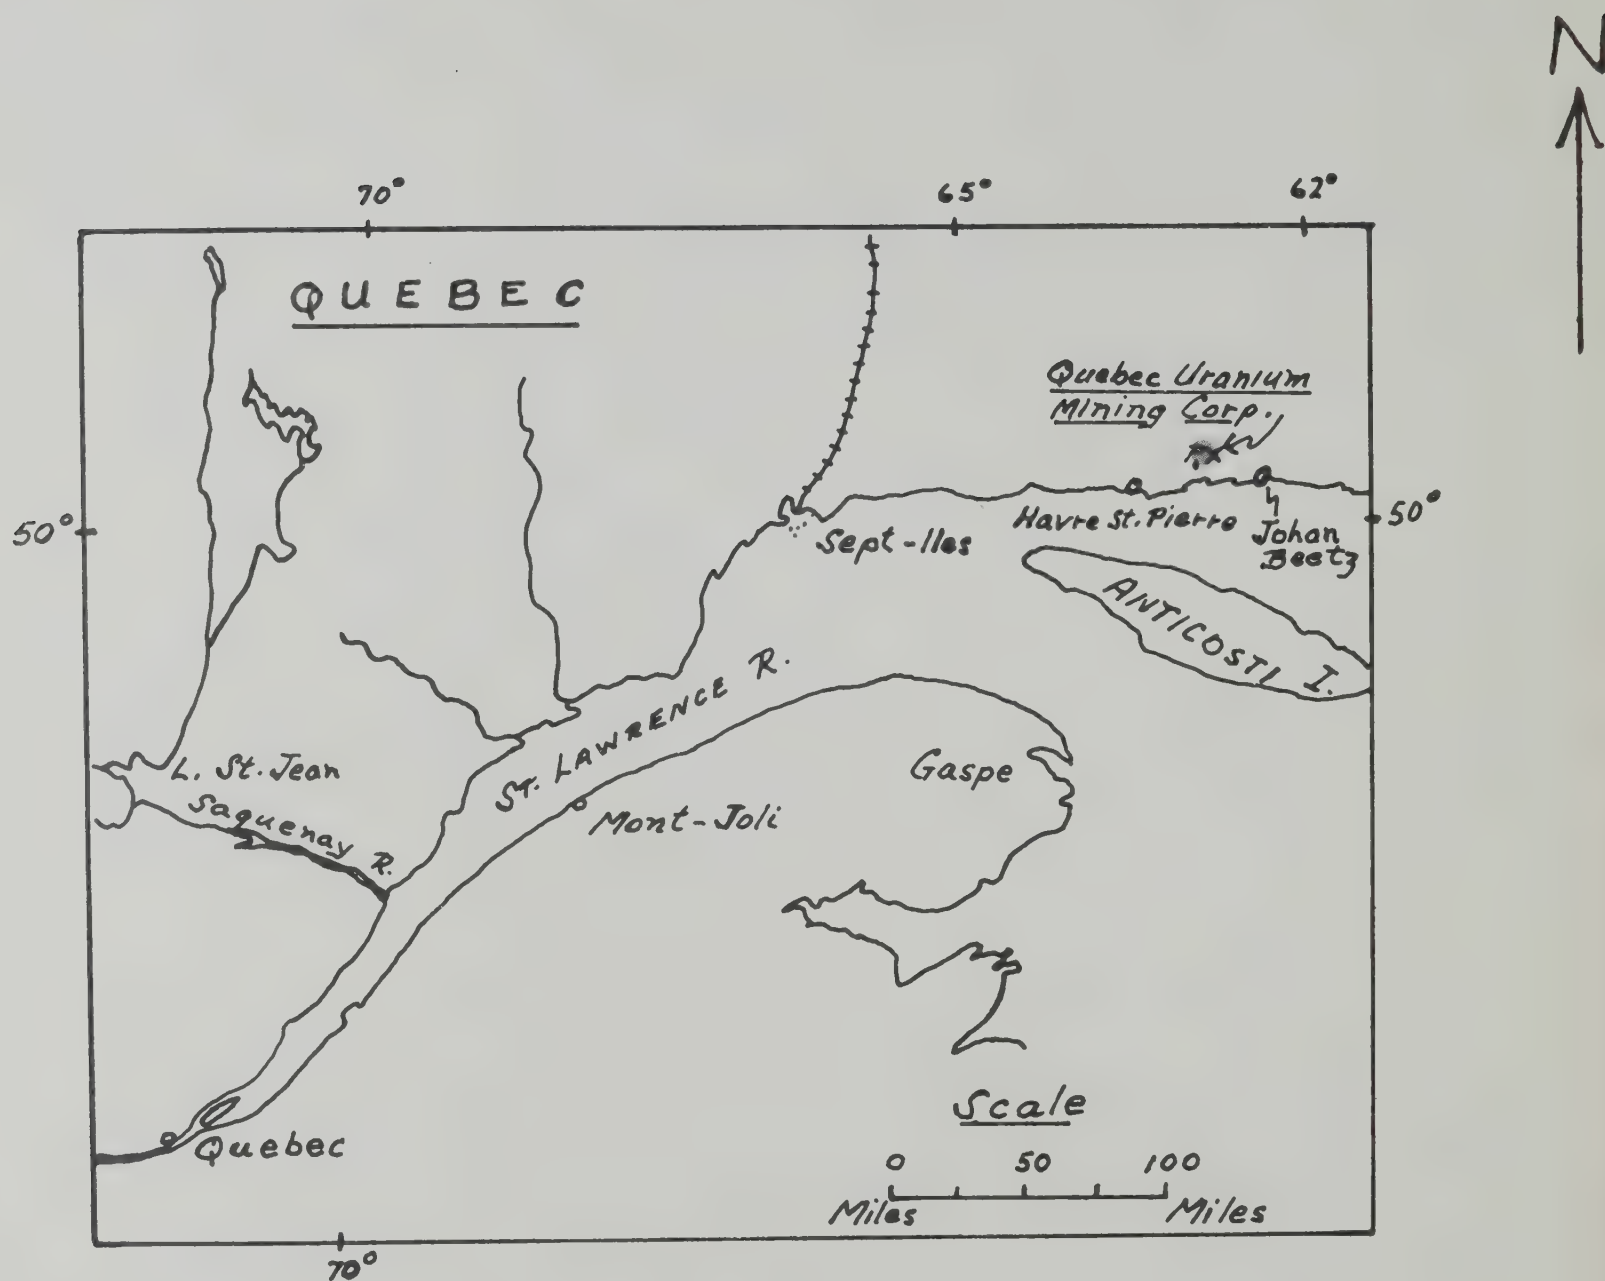 N
70° 65° 62°
QUEBEC
Quebec Uranium
Mining Corp.
50° 50°
Sept-Iles
Havre St. Pierre
Johan
Beetz
ANTICOSTI I.
ST. LAWRENCE R.
L. St. Jean
Saquenay R.
Gaspe
Mont-Joli
Scale
Quebec
0 50 100
Miles Miles
70°